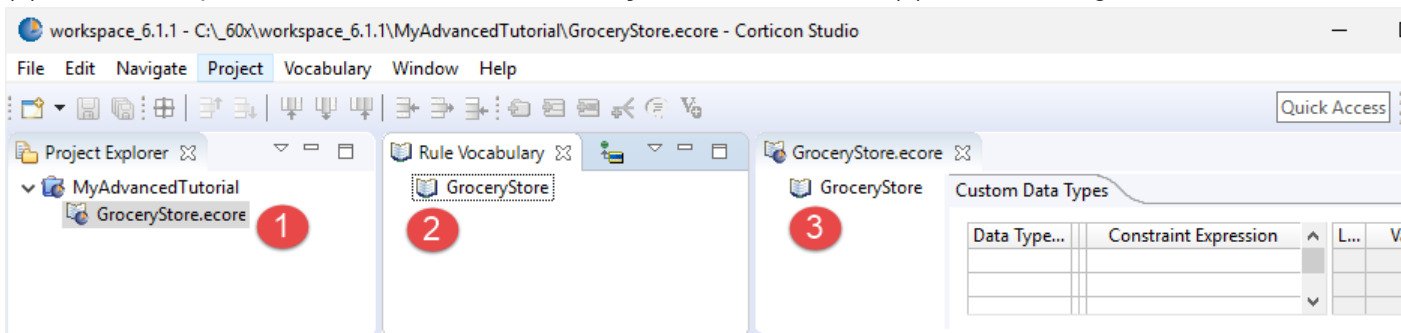 workspace_6.1.1 - C:\_60x\workspace_6.1.1\MyAdvancedTutorial\GroceryStore.ecore - Corticon Studio
File Edit Navigate Project Vocabulary Window Help
Quick Access
Project Explorer
Rule Vocabulary
GroceryStore.ecore
MyAdvancedTutorial
GroceryStore
GroceryStore
Custom Data Types
GroceryStore.ecore
1
2
3
Data Type...
Constraint Expression
L...